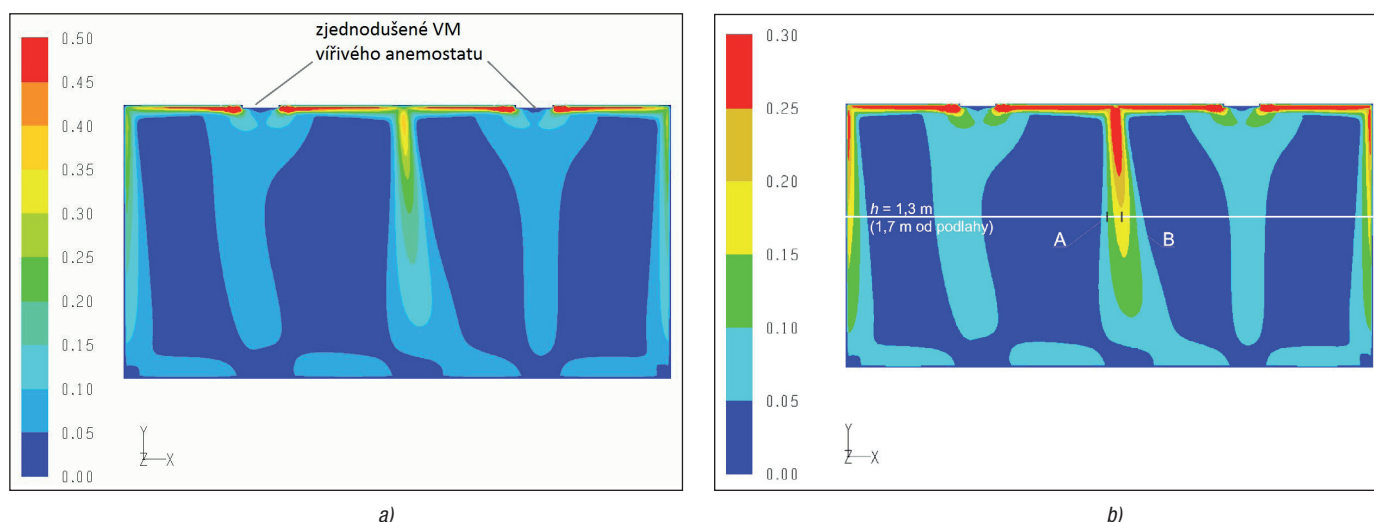 zjednodušené VM
vířivého anemostatu
0.50
0.45
0.40
0.35
0.30
0.25
0.20
0.15
0.10
0.05
0.00
Y
Z X
a)
0.30
0.25
0.20
0.15
0.10
0.05
0.00
h = 1,3 m
(1,7 m od podlahy)
A B
Y
Z X
b)